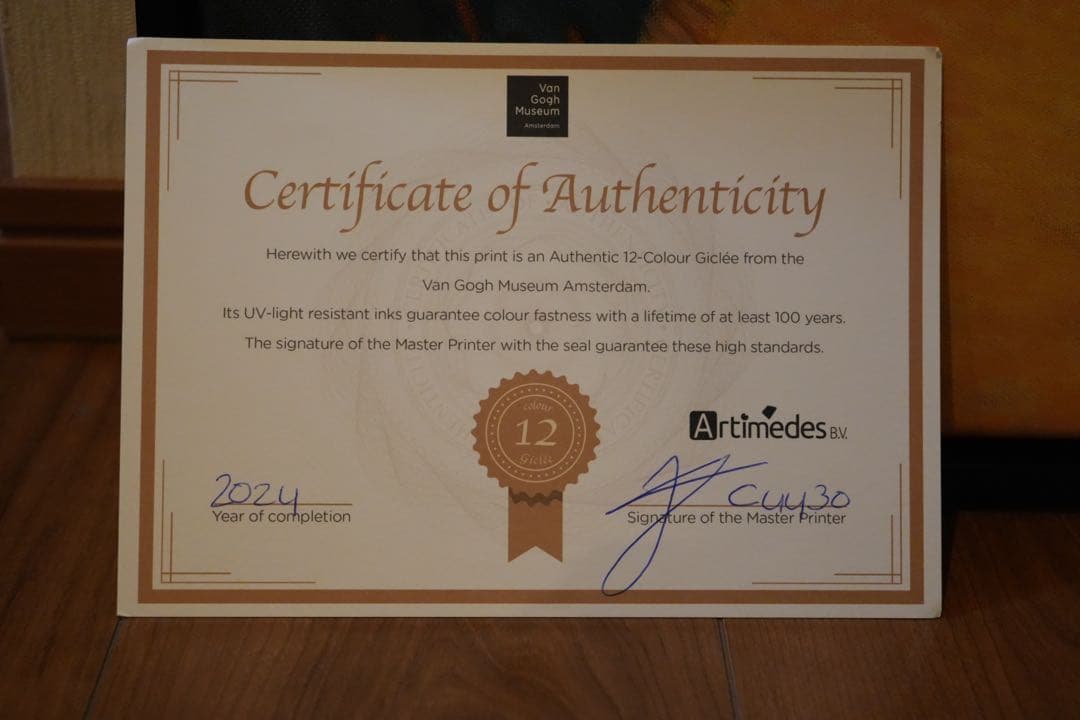 Van
Gogh
Museum
Amsterdam
Certificate of Authenticity
Herewith we certify that this print is an Authentic 12-Colour Giclée from the
Van Gogh Museum Amsterdam.
Its UV-light resistant inks guarantee colour fastness with a lifetime of at least 100 years.
The signature of the Master Printer with the seal guarantee these high standards.
colour
12
Giclée
Artimedes B.V.
2024
Year of completion
Signature of the Master Printer